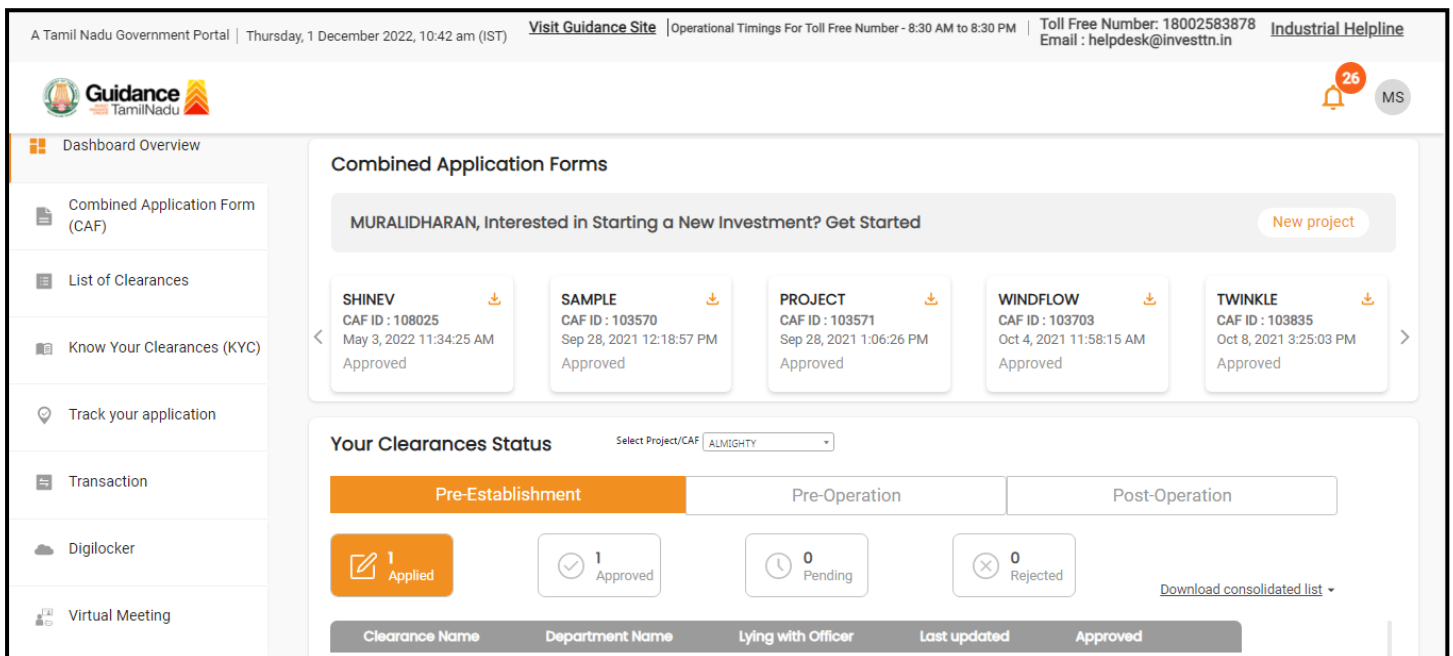 A Tamil Nadu Government Portal | Thursday, 1 December 2022, 10:42 am (IST) Visit Guidance Site | Operational Timings For Toll Free Number - 8:30 AM to 8:30 PM | Toll Free Number: 18002583878 Industrial Helpline
Email : helpdesk@investtn.in
Guidance
TamilNadu
26
MS
Dashboard Overview
Combined Application Form
(CAF)
List of Clearances
Know Your Clearances (KYC)
Track your application
Transaction
Digilocker
Virtual Meeting
Combined Application Forms
MURALIDHARAN, Interested in Starting a New Investment? Get Started
New project
SHINEV
CAF ID : 108025
May 3, 2022 11:34:25 AM
Approved
SAMPLE
CAF ID : 103570
Sep 28, 2021 12:18:57 PM
Approved
PROJECT
CAF ID : 103571
Sep 28, 2021 1:06:26 PM
Approved
WINDFLOW
CAF ID : 103703
Oct 4, 2021 11:58:15 AM
Approved
TWINKLE
CAF ID : 103835
Oct 8, 2021 3:25:03 PM
Approved
Your Clearances Status
Select Project/CAF ALMIGHTY
Pre-Establishment Pre-Operation Post-Operation
1
Applied
1
Approved
0
Pending
0
Rejected
Download consolidated list
Clearance Name Department Name Lying with Officer Last updated Approved